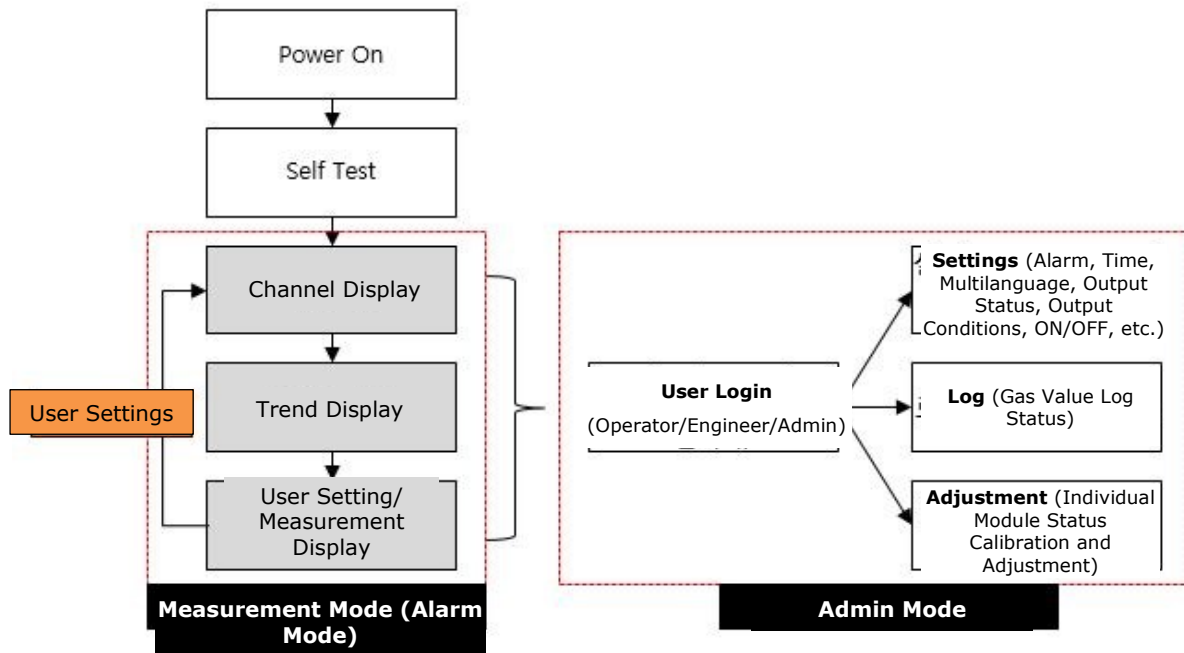 Power On
Self Test
Channel Display
Trend Display
User Setting/
Measurement
Display
User Settings
Measurement Mode (Alarm
Mode)
User Login
(Operator/Engineer/Admin)
Settings (Alarm, Time,
Multilanguage, Output
Status, Output
Conditions, ON/OFF, etc.)
Log (Gas Value Log
Status)
Adjustment (Individual
Module Status
Calibration and
Adjustment)
Admin Mode